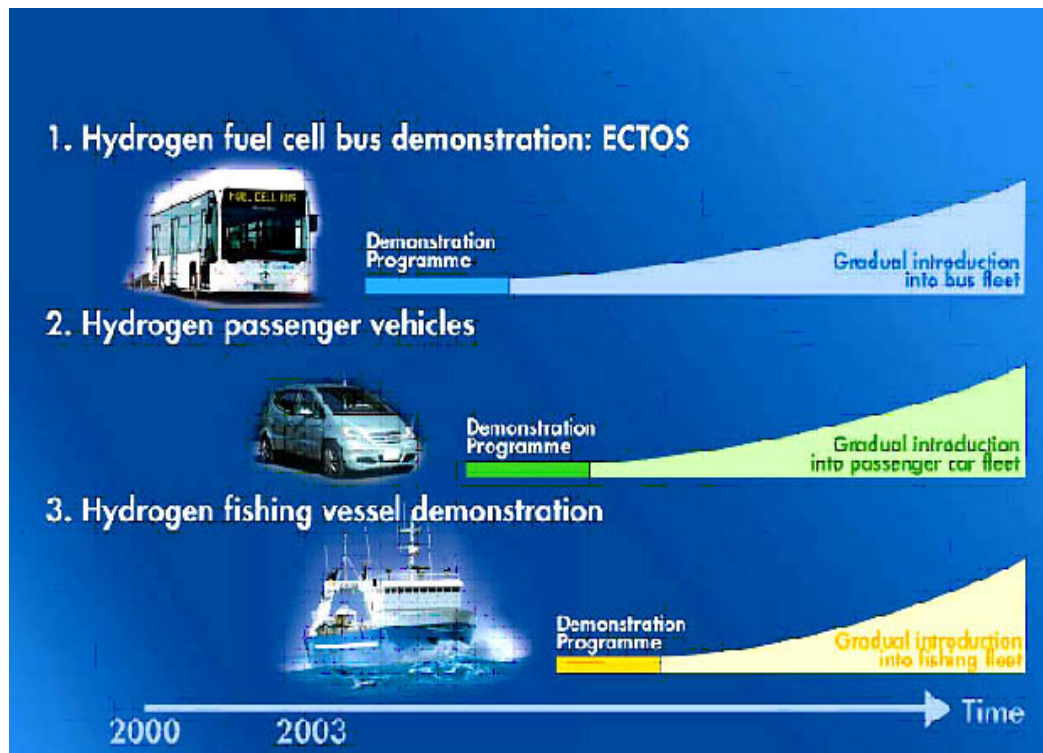 1. Hydrogen fuel cell bus demonstration: ECTOS
FUEL CELL BUS
Demonstration
Programme
Gradual introduction
into bus fleet
2. Hydrogen passenger vehicles
Demonstration
Programme
Gradual introduction
into passenger car fleet
3. Hydrogen fishing vessel demonstration
Demonstration
Programme
Gradual introduction
into fishing fleet
2000
2003
Time